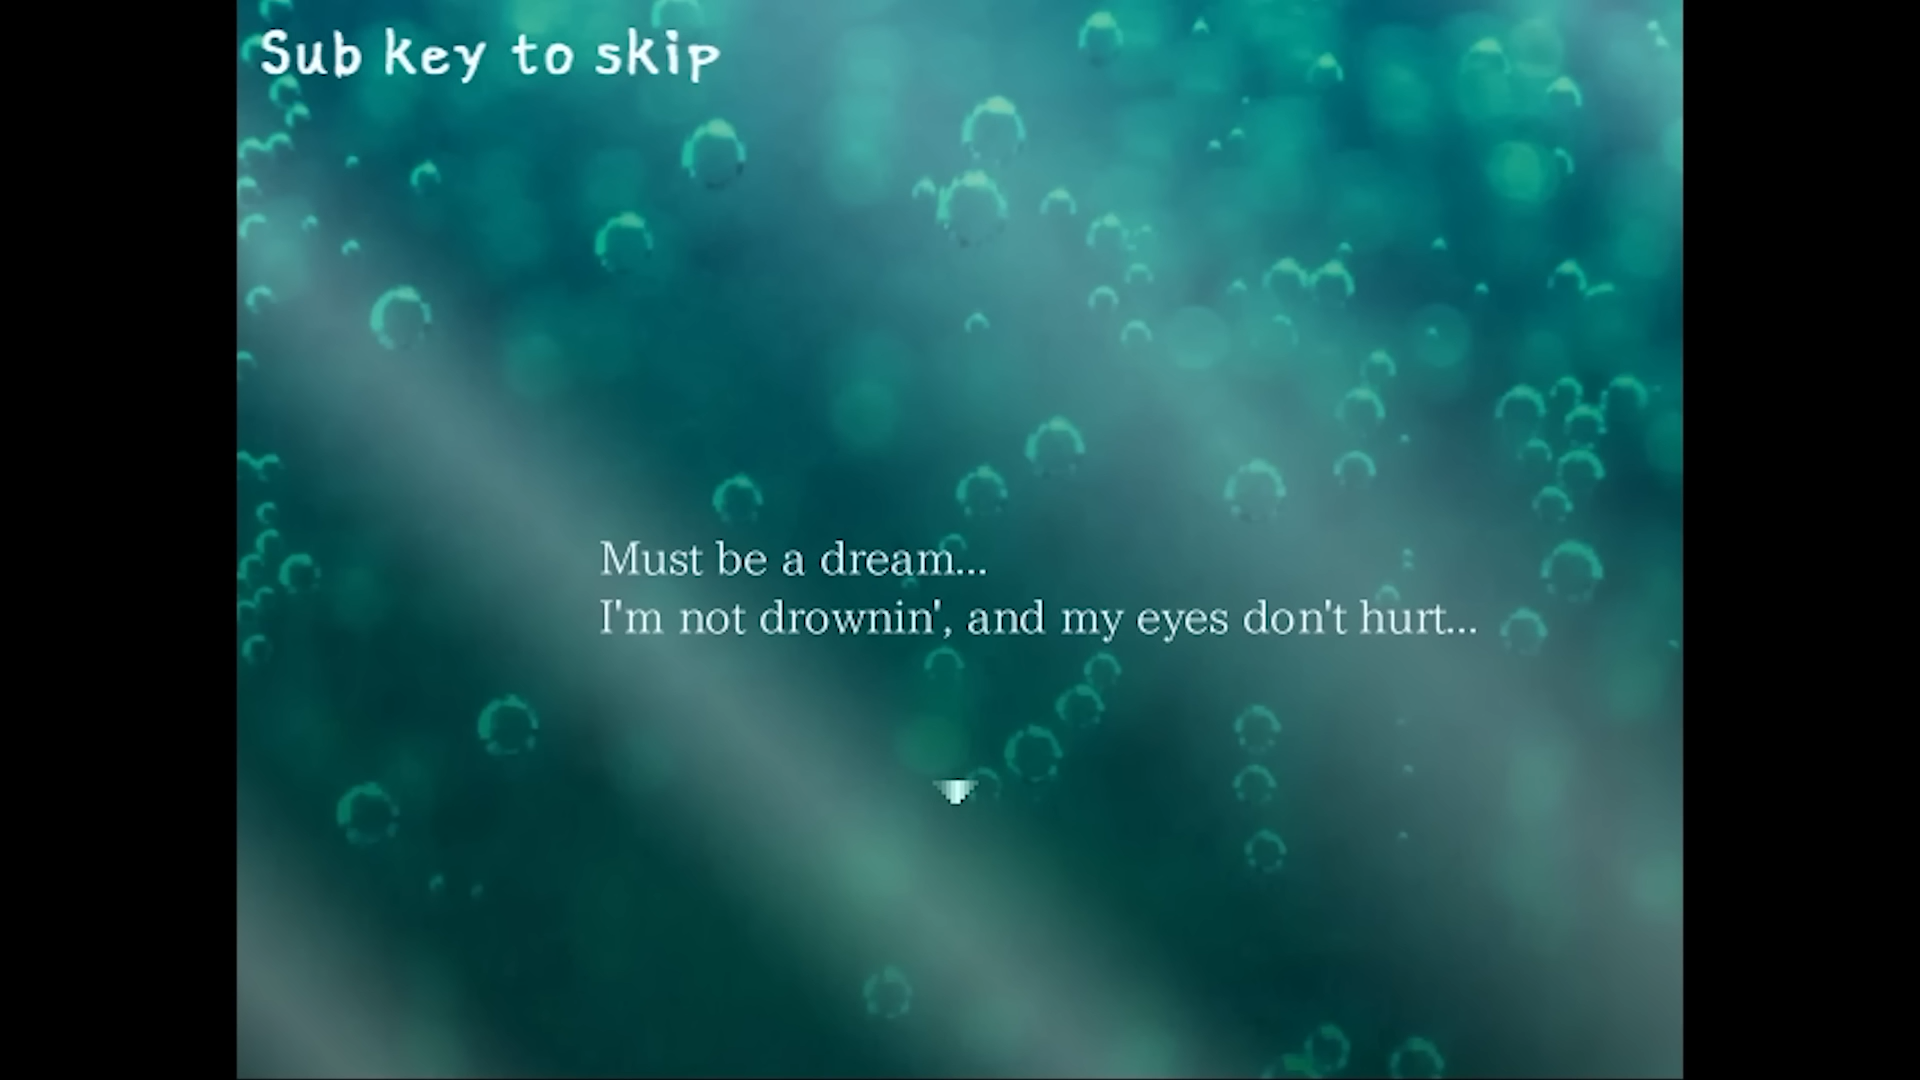 Sub key to skip
Must be a dream...
I'm not drownin', and my eyes don't hurt...